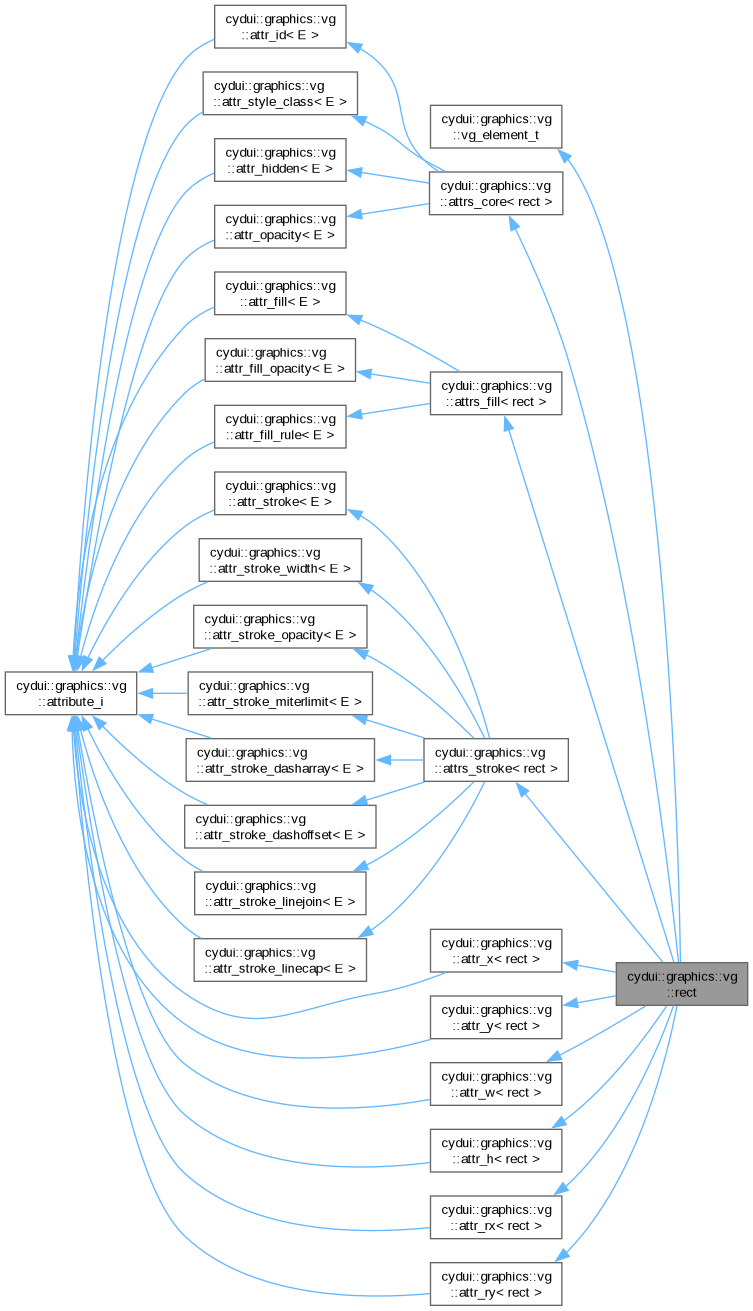 cydui::graphics::vg
::attr_id< E >
cydui::graphics::vg
::attr_style_class< E >
cydui::graphics::vg
::vg_element_t
cydui::graphics::vg
::attr_hidden< E >
cydui::graphics::vg
::attrs_core< rect >
cydui::graphics::vg
::attr_opacity< E >
cydui::graphics::vg
::attr_fill< E >
cydui::graphics::vg
::attr_fill_opacity< E >
cydui::graphics::vg
::attrs_fill< rect >
cydui::graphics::vg
::attr_fill_rule< E >
cydui::graphics::vg
::attr_stroke< E >
cydui::graphics::vg
::attr_stroke_width< E >
cydui::graphics::vg
::attr_stroke_opacity< E >
cydui::graphics::vg
::attribute_i
cydui::graphics::vg
::attr_stroke_miterlimit< E >
cydui::graphics::vg
::attr_stroke_dasharray< E >
cydui::graphics::vg
::attrs_stroke< rect >
cydui::graphics::vg
::attr_stroke_dashoffset< E >
cydui::graphics::vg
::attr_stroke_linejoin< E >
cydui::graphics::vg
::attr_stroke_linecap< E >
cydui::graphics::vg
::attr_x< rect >
cydui::graphics::vg
::rect
cydui::graphics::vg
::attr_y< rect >
cydui::graphics::vg
::attr_w< rect >
cydui::graphics::vg
::attr_h< rect >
cydui::graphics::vg
::attr_rx< rect >
cydui::graphics::vg
::attr_ry< rect >